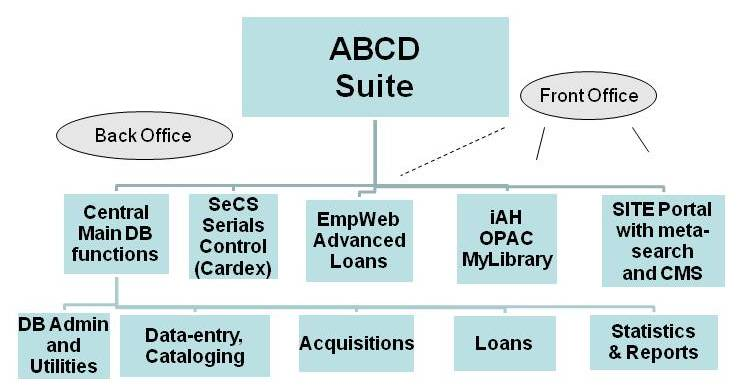 ABCD
Suite
Front Office
Back Office
Central
Main DB
functions
SeCS
Serials
Control
(Cardex)
EmpWeb
Advanced
Loans
iAH
OPAC
MyLibrary
SITE Portal
with meta-
search
and CMS
DB Admin
and
Utilities
Data-entry,
Cataloging
Acquisitions
Loans
Statistics
& Reports